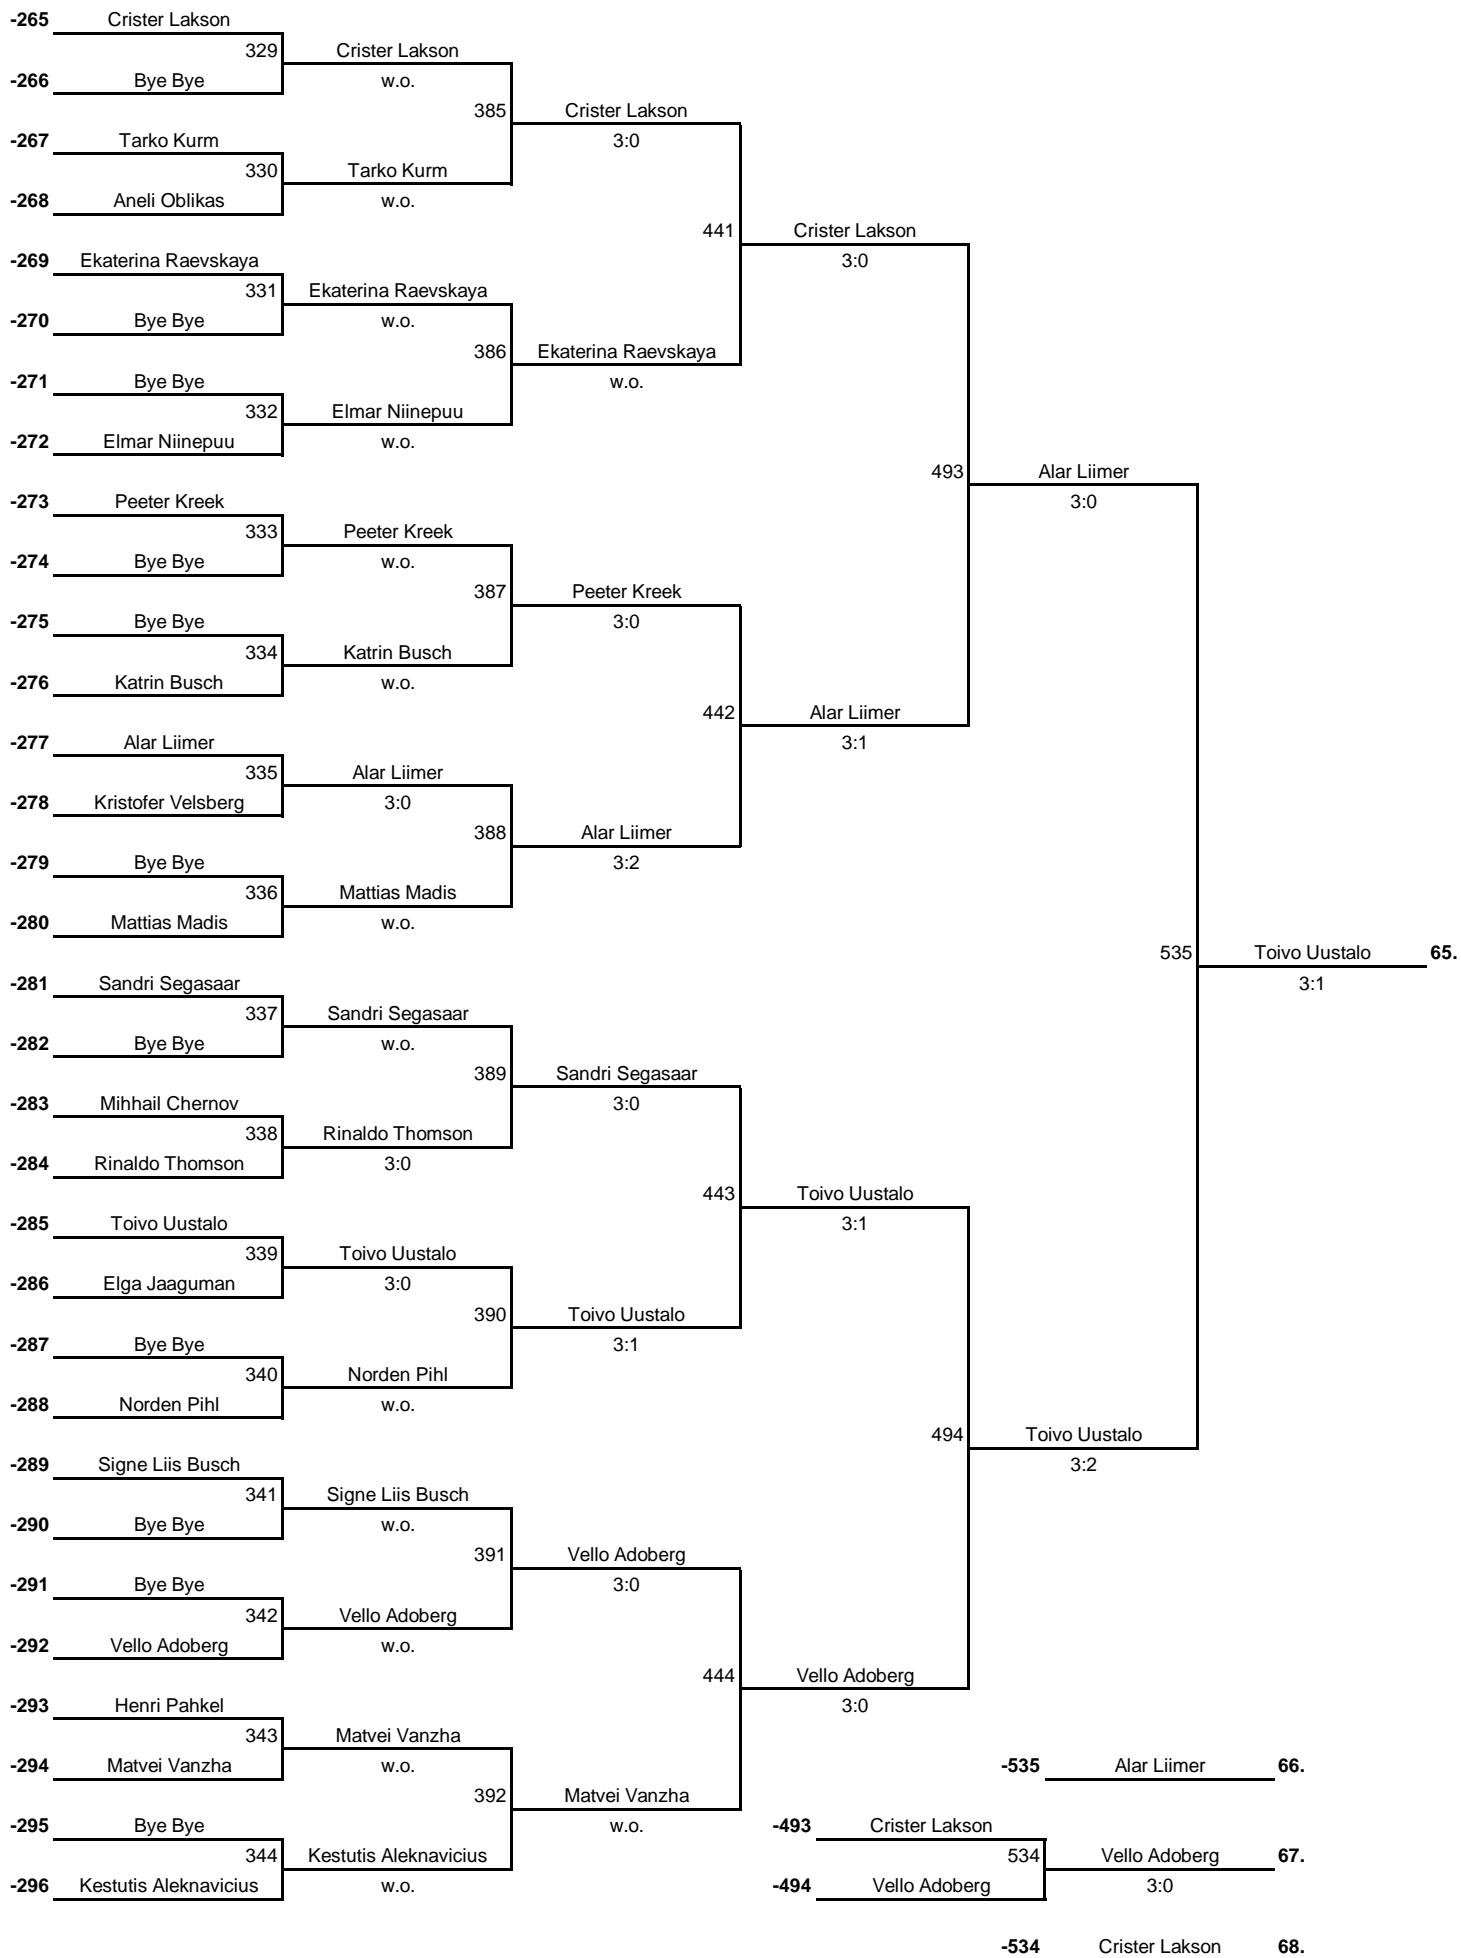 -265 Crister Lakson
329 Crister Lakson
-266 Bye Bye w.o.
385 Crister Lakson
-267 Tarko Kurm 3:0
330 Tarko Kurm
-268 Aneli Oblikas w.o.
441 Crister Lakson
-269 Ekaterina Raevskaya 3:0
331 Ekaterina Raevskaya
-270 Bye Bye w.o.
386 Ekaterina Raevskaya
-271 Bye Bye w.o.
332 Elmar Niinepuu
-272 Elmar Niinepuu w.o.
493 Alar Liimer
-273 Peeter Kreek 3:0
333 Peeter Kreek
-274 Bye Bye w.o.
387 Peeter Kreek
-275 Bye Bye 3:0
334 Katrin Busch
-276 Katrin Busch w.o.
442 Alar Liimer
-277 Alar Liimer 3:1
335 Alar Liimer
-278 Kristofer Velsberg 3:0
388 Alar Liimer
-279 Bye Bye 3:2
336 Mattias Madis
-280 Mattias Madis w.o.
535 Toivo Uustalo 65.
-281 Sandri Segasaar 3:1
337 Sandri Segasaar
-282 Bye Bye w.o.
389 Sandri Segasaar
-283 Mihhail Chernov 3:0
338 Rinaldo Thomson
-284 Rinaldo Thomson 3:0
443 Toivo Uustalo
-285 Toivo Uustalo 3:1
339 Toivo Uustalo
-286 Elga Jaaguman 3:0
390 Toivo Uustalo
-287 Bye Bye 3:1
340 Norden Pihl
-288 Norden Pihl w.o.
494 Toivo Uustalo
-289 Signe Liis Busch 3:2
341 Signe Liis Busch
-290 Bye Bye w.o.
391 Vello Adoberg
-291 Bye Bye 3:0
342 Vello Adoberg
-292 Vello Adoberg w.o.
444 Vello Adoberg
-293 Henri Pahkel 3:0
343 Matvei Vanzha
-294 Matvei Vanzha w.o. -535 Alar Liimer 66.
392 Matvei Vanzha
-295 Bye Bye w.o. -493 Crister Lakson
344 Kestutis Aleknavicius 534 Vello Adoberg 67.
-296 Kestutis Aleknavicius w.o. -494 Vello Adoberg 3:0
-534 Crister Lakson 68.